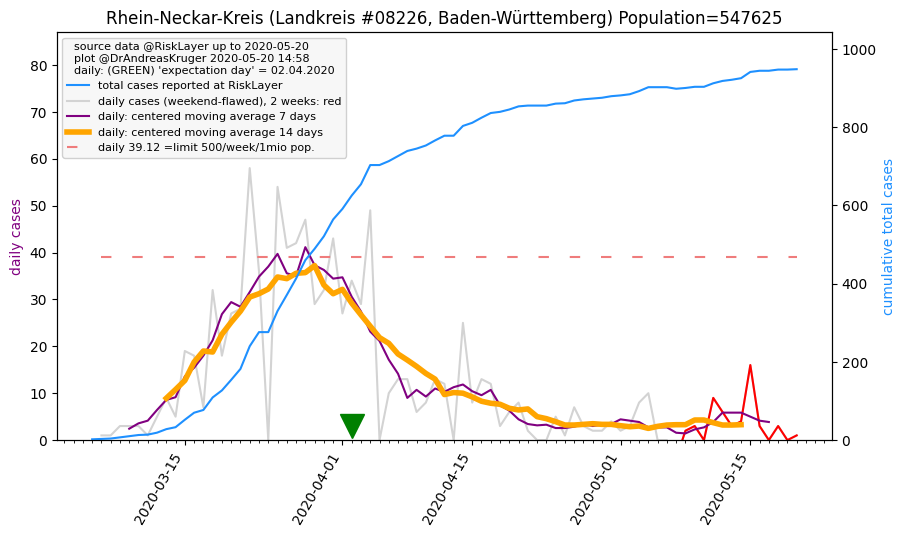 Rhein-Neckar-Kreis (Landkreis #08226, Baden-Württemberg) Population=547625
source data @RiskLayer up to 2020-05-20
plot @DrAndreasKruger 2020-05-20 14:58
daily: (GREEN) 'expectation day' = 02.04.2020
total cases reported at RiskLayer
daily cases (weekend-flawed), 2 weeks: red
daily: centered moving average 7 days
daily: centered moving average 14 days
daily 39.12 =limit 500/week/1mio pop.
daily cases
80
70
60
50
40
30
20
10
0
1000
800
600
400
200
0
cumulative total cases
2020-03-15
2020-04-01
2020-04-15
2020-05-01
2020-05-15